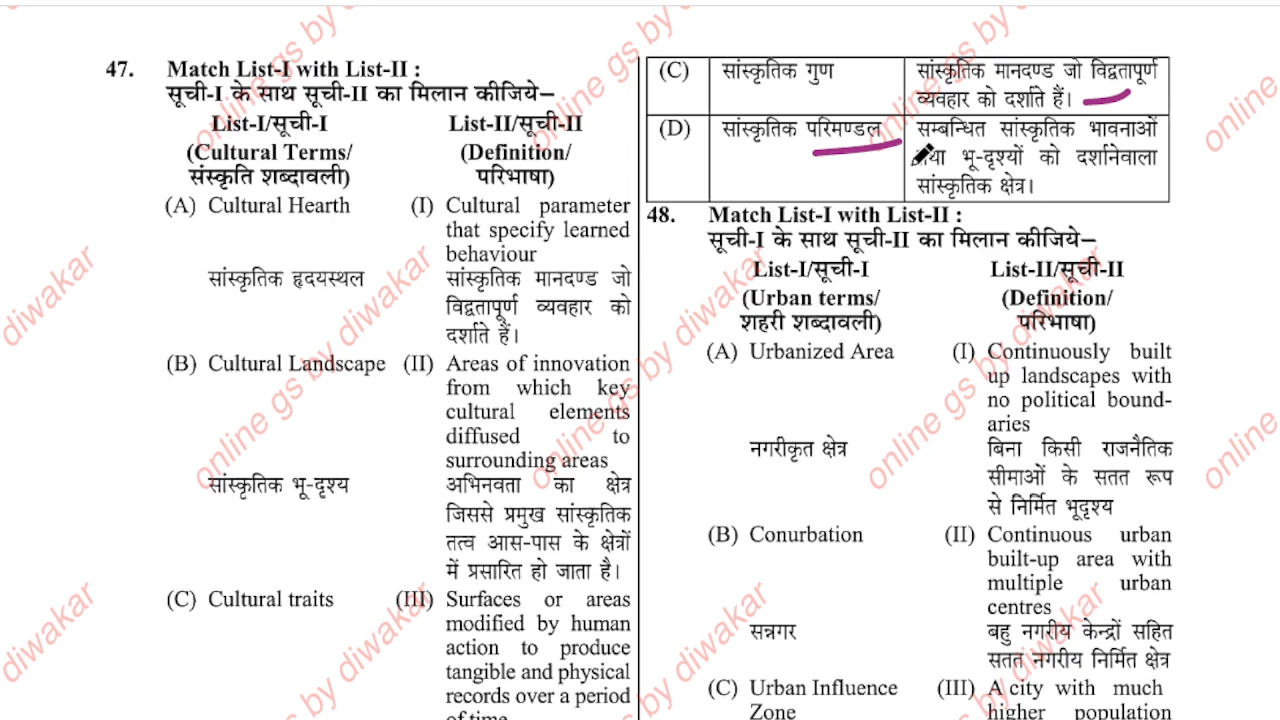 47. Match List-I with List-II :
सूची-I के साथ सूची-II का मिलान कीजिये–
List-I/सूची-I List-II/सूची-II
(Cultural Terms/ (Definition/
संस्कृति शब्दावली) परिभाषा)
(A) Cultural Hearth (I) Cultural parameter
that specify learned
behaviour
सांस्कृतिक हृदयस्थल सांस्कृतिक मानदण्ड जो
विद्वतापूर्ण व्यवहार को
दर्शाते हैं।
(B) Cultural Landscape (II) Areas of innovation
from which key
cultural elements
diffused to
surrounding areas
सांस्कृतिक भू-दृश्य अभिनवता का क्षेत्र
जिससे प्रमुख सांस्कृतिक
तत्व आस-पास के क्षेत्रों
में प्रसारित हो जाता है।
(C) Cultural traits (III) Surfaces or areas
modified by human
action to produce
tangible and physical
records over a period
of time
(C) सांस्कृतिक गुण सांस्कृतिक मानदण्ड जो विद्वतापूर्ण
व्यवहार को दर्शाते हैं।
(D) सांस्कृतिक परिमण्डल सम्बन्धित सांस्कृतिक भावनाओं
भू-दृश्यों को दर्शानेवाला
सांस्कृतिक क्षेत्र।
48. Match List-I with List-II :
सूची-I के साथ सूची-II का मिलान कीजिये–
List-I/सूची-I List-II/सूची-II
(Urban terms/ (Definition/
शहरी शब्दावली) परिभाषा)
(A) Urbanized Area (I) Continuously built
up landscapes with
no political bound-
aries
नगरीकृत क्षेत्र बिना किसी राजनैतिक
सीमाओं के सतत रूप
से निर्मित भूदृश्य
(B) Conurbation (II) Continuous urban
built-up area with
multiple urban
centres
सन्नगर बहु नगरीय केन्द्रों सहित
सतत नगरीय निर्मित क्षेत्र
(C) Urban Influence (III) A city with much
Zone higher population
online gs by diwakar